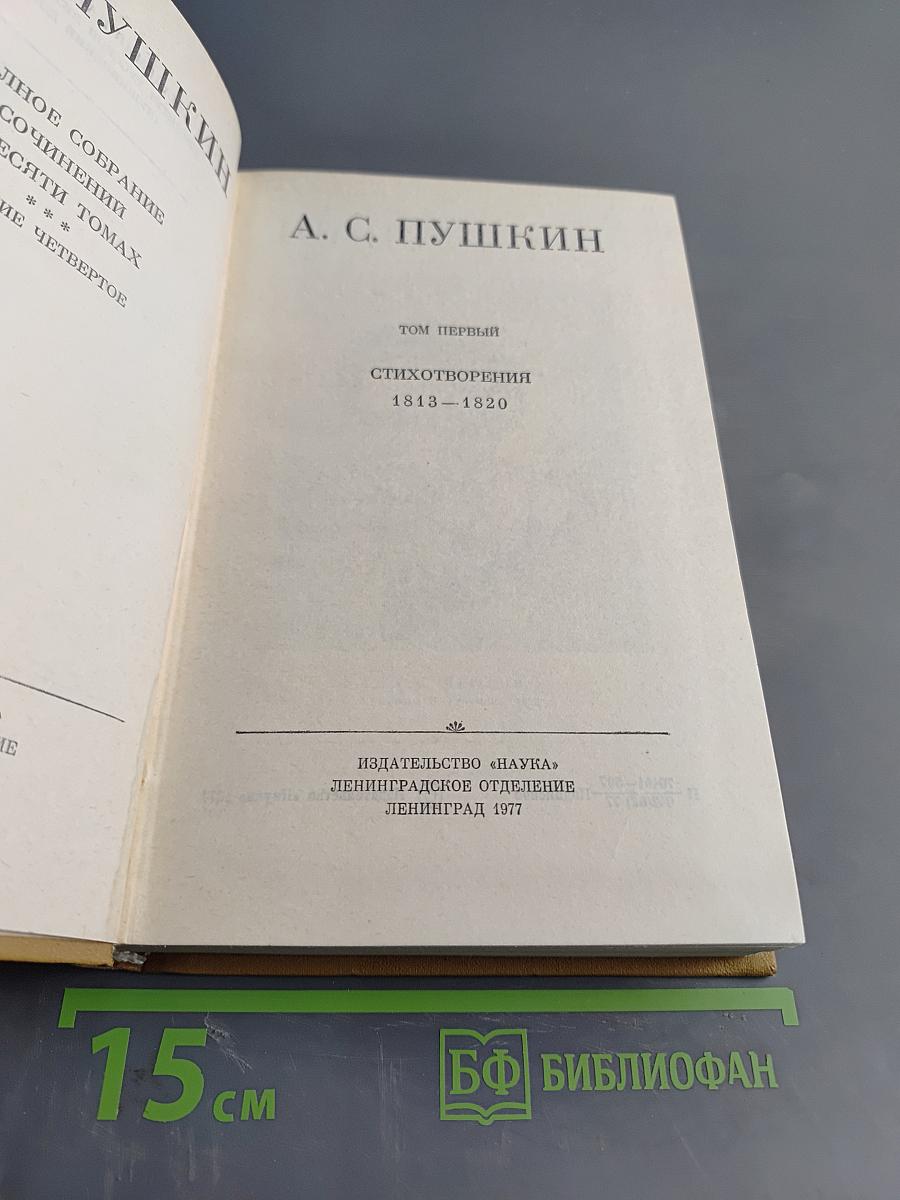 ПУШКИН
ЛНОЕ СОБРАНИЕ
СОЧИНЕНИЙ
ЕСЯТИ ТОМАХ
* * *
ИЕ ЧЕТВЕРТОЕ
ИЕ
А. С. ПУШКИН
ТОМ ПЕРВЫЙ
СТИХОТВОРЕНИЯ
1813—1820
ИЗДАТЕЛЬСТВО «НАУКА»
ЛЕНИНГРАДСКОЕ ОТДЕЛЕНИЕ
ЛЕНИНГРАД 1977
15 см
БФ БИБЛИОФАН